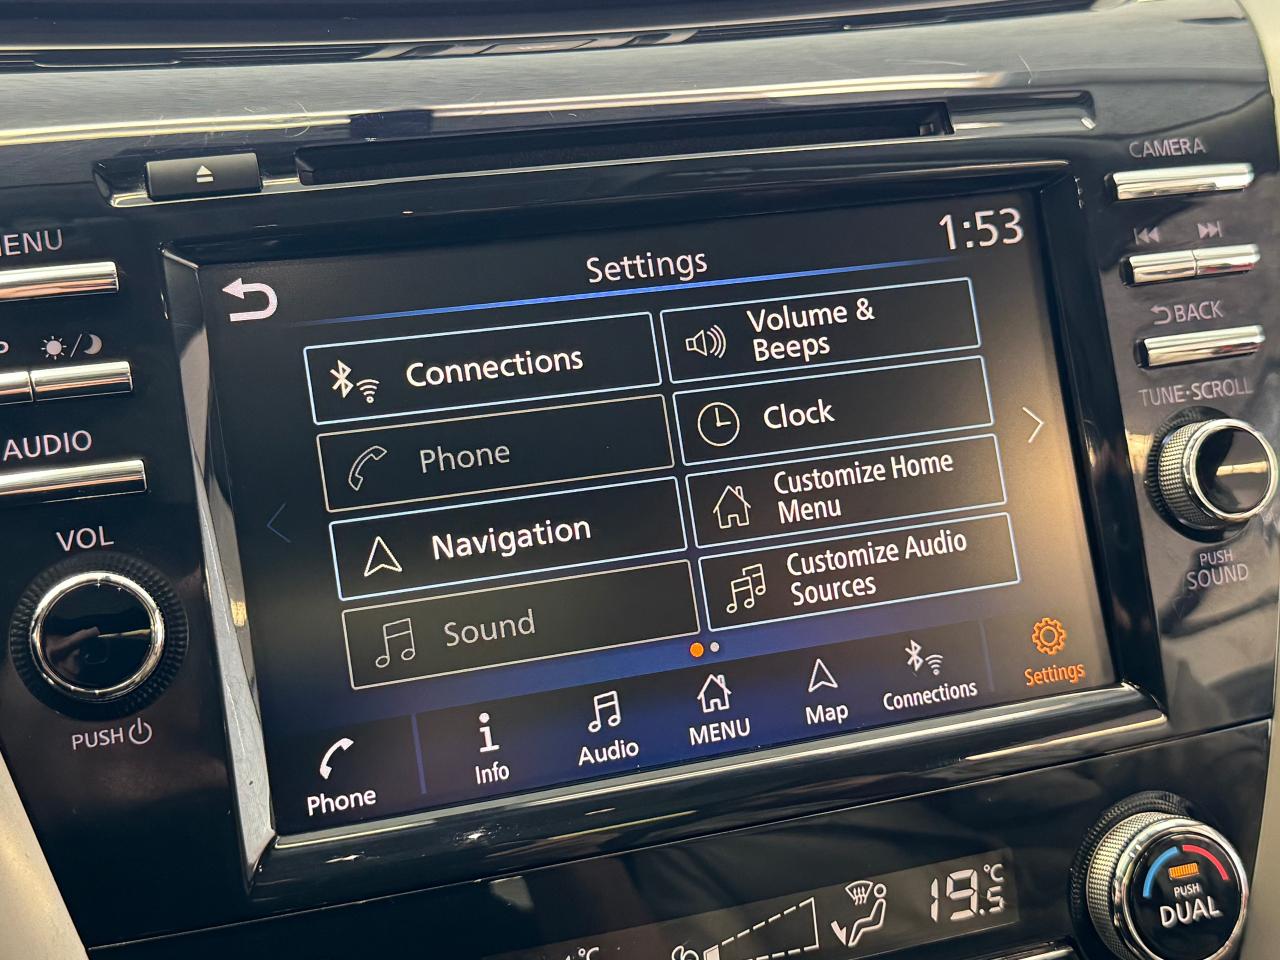 CAMERA
BACK
TUNE·SCROLL
PUSH
SOUND
AUDIO
VOL
PUSH
1:53
Settings
Connections
Volume &
Beeps
Phone
Clock
Navigation
Customize Home
Menu
Sound
Customize Audio
Sources
Phone
Info
Audio
MENU
Map
Connections
Settings
19.5°C
PUSH
DUAL